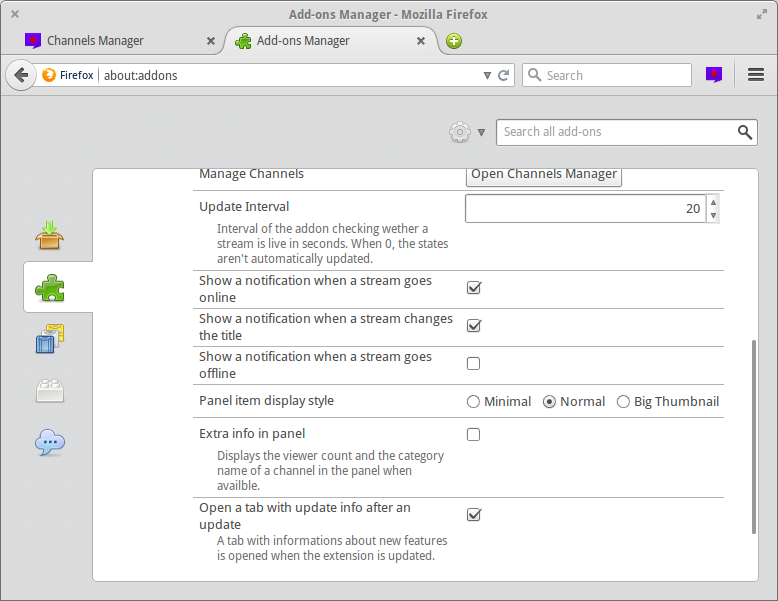 Add-ons Manager - Mozilla Firefox
Channels Manager
Add-ons Manager
Firefox
about:addons
Search
Search all add-ons
Manage Channels
Open Channels Manager
Update Interval
20
Interval of the addon checking wether a
stream is live in seconds. When 0, the states
aren't automatically updated.
Show a notification when a stream goes
online
Show a notification when a stream changes
the title
Show a notification when a stream goes
offline
Panel item display style
Minimal
Normal
Big Thumbnail
Extra info in panel
Displays the viewer count and the category
name of a channel in the panel when
availble.
Open a tab with update info after an
update
A tab with informations about new features
is opened when the extension is updated.